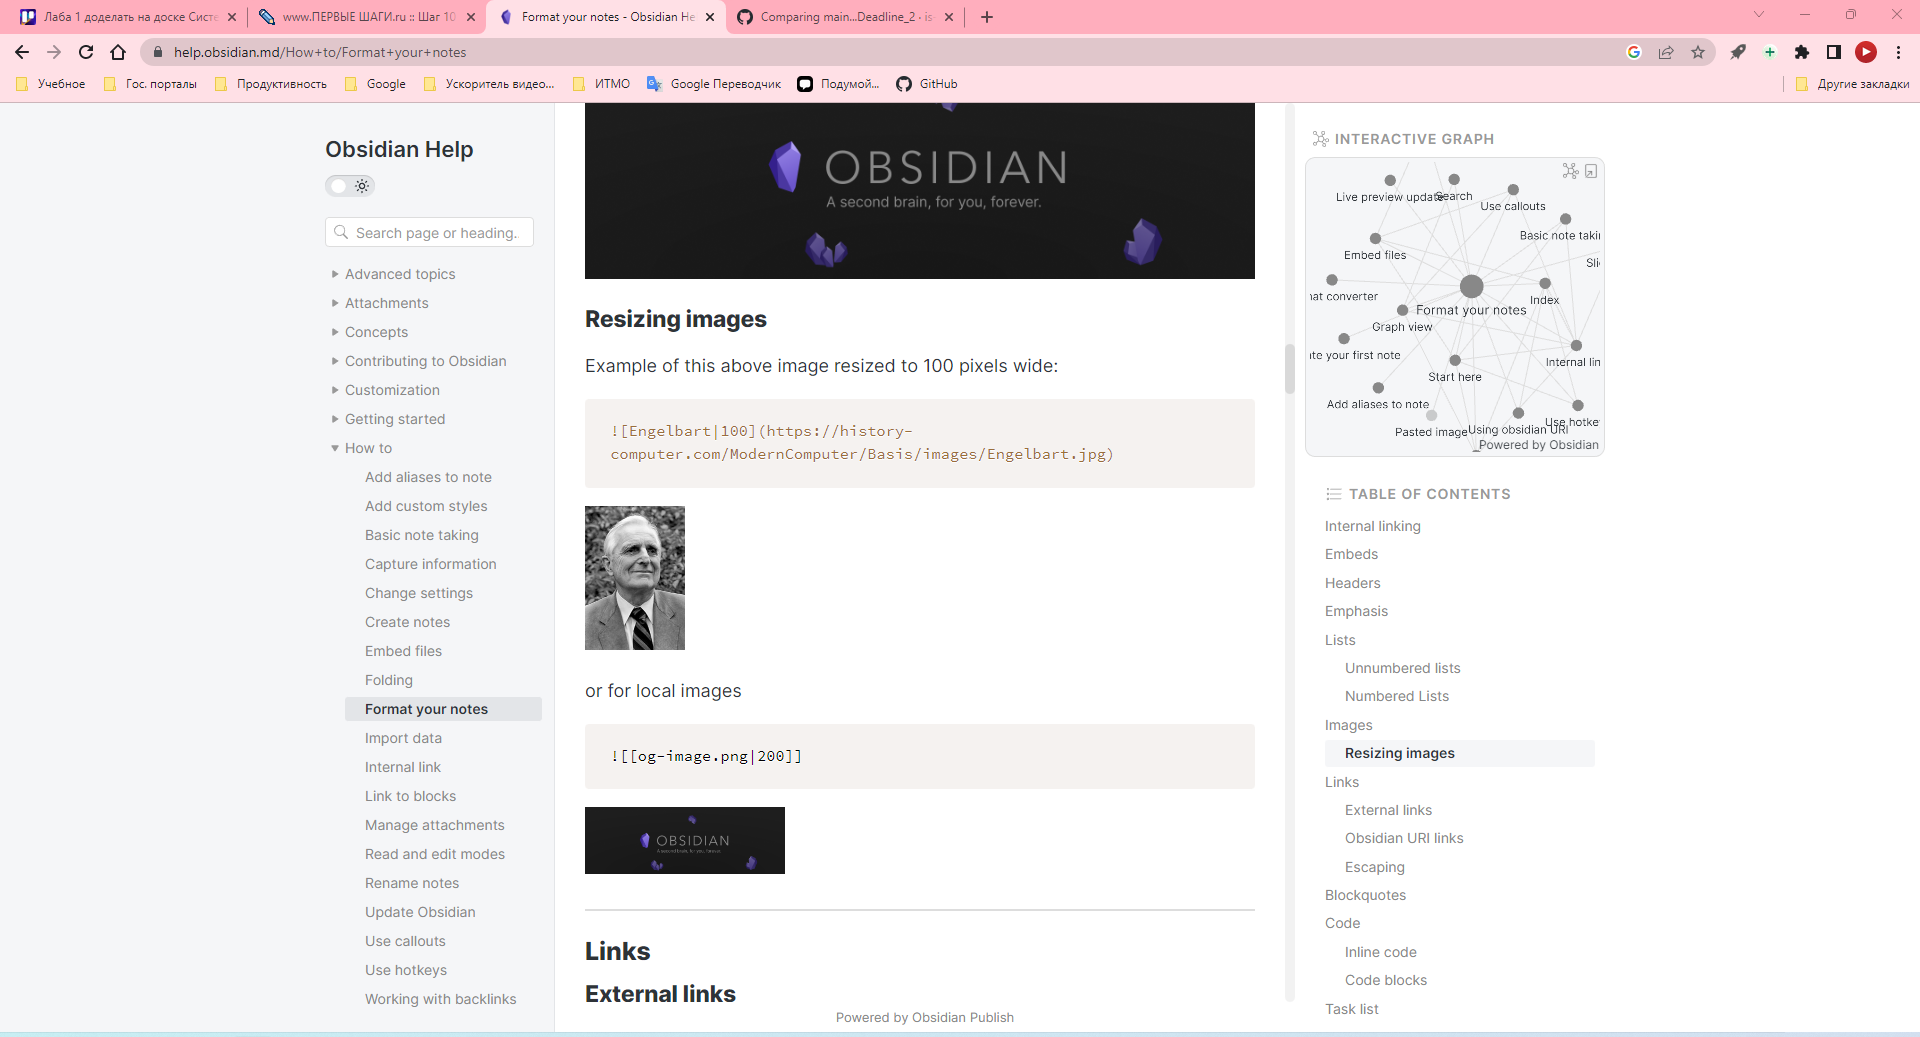 Лаба 1 доделать на доске Систе
www.ПЕРВЫЕ ШАГИ.ru :: Шаг 10
Format your notes - Obsidian He
Comparing main...Deadline_2 · is-
help.obsidian.md/How+to/Format+your+notes
Учебное
Гос. порталы
Продуктивность
Google
Ускоритель видео...
ИТМО
Google Переводчик
Подумой...
GitHub
Другие закладки
Obsidian Help
Search page or heading.
Advanced topics
Attachments
Concepts
Contributing to Obsidian
Customization
Getting started
How to
Add aliases to note
Add custom styles
Basic note taking
Capture information
Change settings
Create notes
Embed files
Folding
Format your notes
Import data
Internal link
Link to blocks
Manage attachments
Read and edit modes
Rename notes
Update Obsidian
Use callouts
Use hotkeys
Working with backlinks
OBSIDIAN
A second brain, for you, forever.
Resizing images
Example of this above image resized to 100 pixels wide:
![Engelbart|100](https://history-
computer.com/ModernComputer/Basis/images/Engelbart.jpg)
or for local images
![[og-image.png|200]]
OBSIDIAN
A second brain, for you, forever.
Links
External links
Powered by Obsidian Publish
INTERACTIVE GRAPH
Live preview update
Search
Use callouts
Basic note takin
Embed files
Sli
at converter
Index
Format your notes
Graph view
te your first note
Internal lin
Start here
Add aliases to note
Use hotke
Pasted image
Using obsidian URI
Powered by Obsidian
TABLE OF CONTENTS
Internal linking
Embeds
Headers
Emphasis
Lists
Unnumbered lists
Numbered Lists
Images
Resizing images
Links
External links
Obsidian URI links
Escaping
Blockquotes
Code
Inline code
Code blocks
Task list